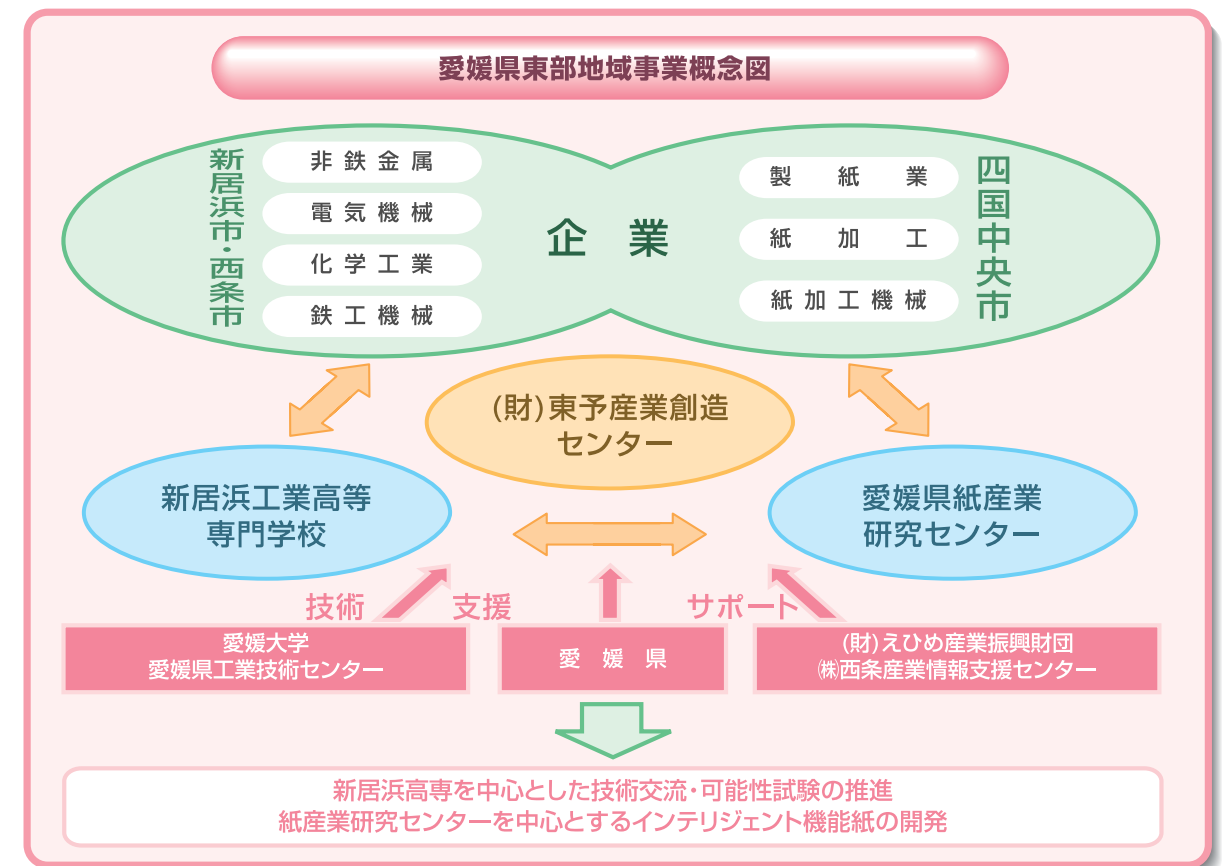 愛媛県東部地域事業概念図
新居浜市・西条市
非鉄金属
電気機械
化学工業
鉄工機械
企業
製紙業
紙加工
紙加工機械
四国中央市
(財)東予産業創造
センター
新居浜工業高等
専門学校
愛媛県紙産業
研究センター
技術
支援
サポート
愛媛大学
愛媛県工業技術センター
愛媛県
(財)えひめ産業振興財団
㈱西条産業情報支援センター
新居浜高専を中心とした技術交流・可能性試験の推進
紙産業研究センターを中心とするインテリジェント機能紙の開発